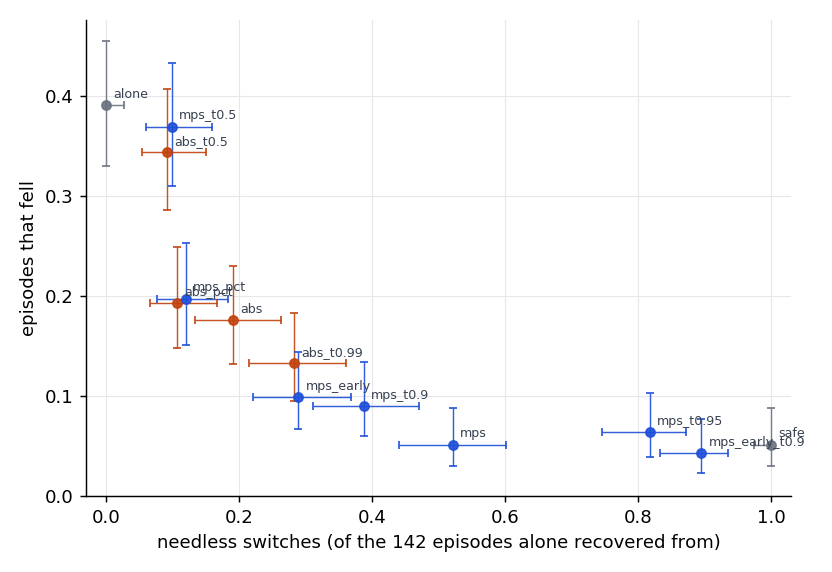 episodes that fell
0.4
0.3
0.2
0.1
0.0
alone
mps_t0.5
abs_t0.5
mps_pct
abs_pct
abs
abs_t0.99
mps_early
mps_t0.9
mps
mps_t0.95
safe
mps_early_t0.9
0.0 0.2 0.4 0.6 0.8 1.0
needless switches (of the 142 episodes alone recovered from)